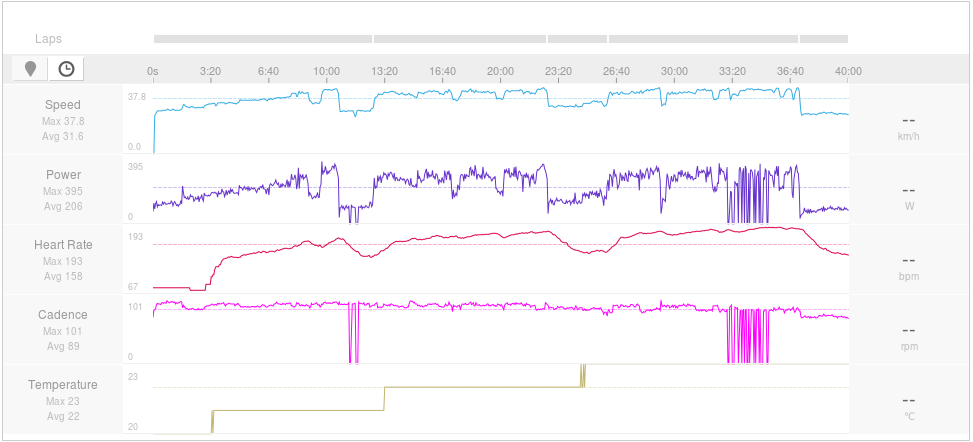 Laps
0s 3:20 6:40 10:00 13:20 16:40 20:00 23:20 26:40 30:00 33:20 36:40 40:00
Speed
Max 37.8
Avg 31.6
37.8
0.0
--
km/h
Power
Max 395
Avg 206
395
0
--
W
Heart Rate
Max 193
Avg 158
193
67
--
bpm
Cadence
Max 101
Avg 89
101
0
--
rpm
Temperature
Max 23
Avg 22
23
20
--
°C